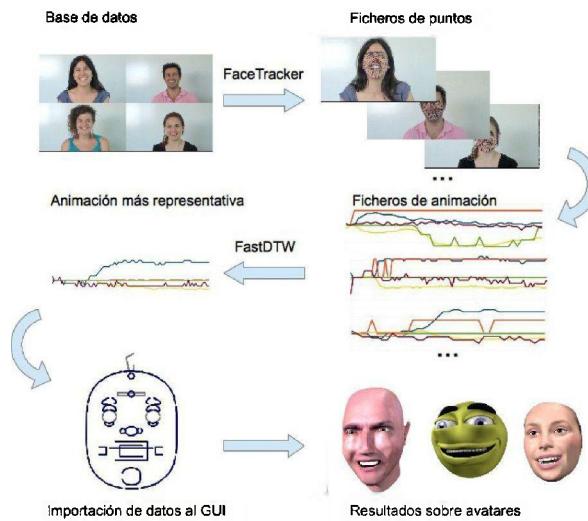 Base de datos
Ficheros de puntos
FaceTracker
...
Animación más representativa
Ficheros de animación
FastDTW
...
Importación de datos al GUI
Resultados sobre avatares